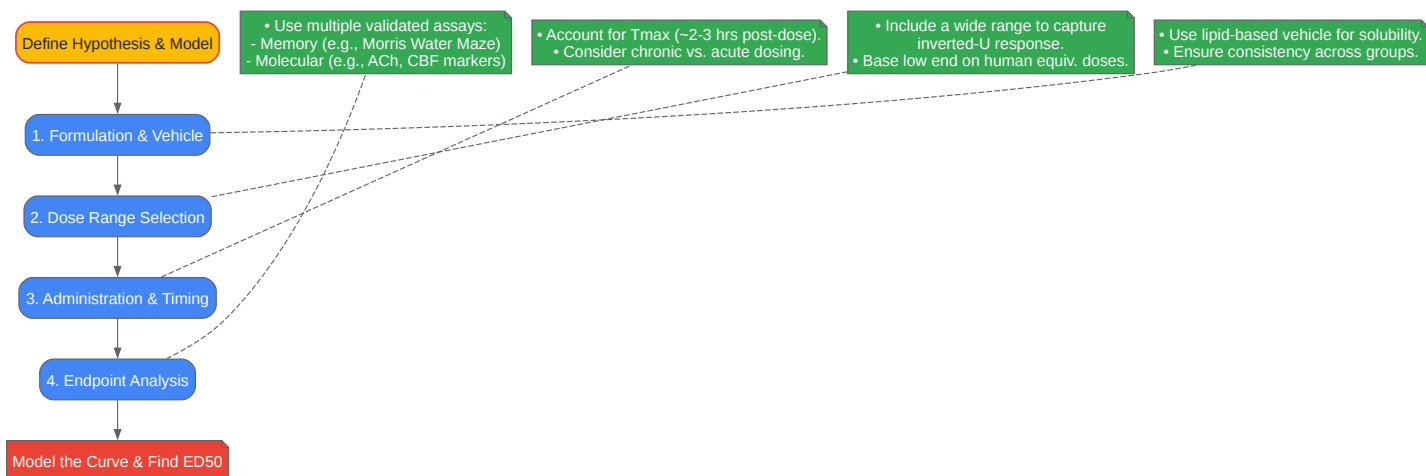 Define Hypothesis & Model
• Use multiple validated assays:
- Memory (e.g., Morris Water Maze)
- Molecular (e.g., ACh, CBF markers)
• Account for Tmax (~2-3 hrs post-dose).
• Consider chronic vs. acute dosing.
• Include a wide range to capture
inverted-U response.
• Base low end on human equiv. doses.
• Use lipid-based vehicle for solubility.
• Ensure consistency across groups.
1. Formulation & Vehicle
2. Dose Range Selection
3. Administration & Timing
4. Endpoint Analysis
Model the Curve & Find ED50